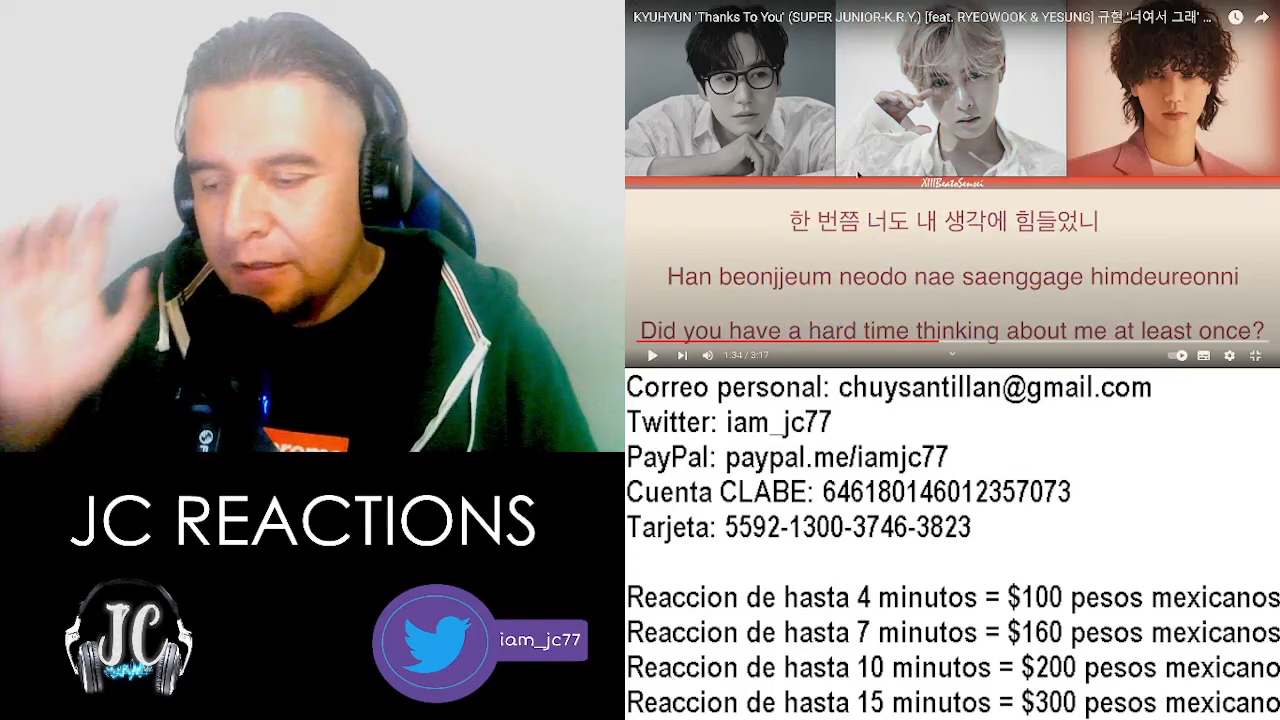 KYUHYUN 'Thanks To You' (SUPER JUNIOR-K.R.Y.) [feat. RYEOWOOK & YESUNG] 규현 '너여서 그래' ...
XIIIBeatoSensei
한 번쯤 너도 내 생각에 힘들었니
Han beonjjeum neodo nae saenggage himdeureonni
Did you have a hard time thinking about me at least once?
1:34 / 3:17
Correo personal: chuysantillan@gmail.com
Twitter: iam_jc77
PayPal: paypal.me/iamjc77
Cuenta CLABE: 646180146012357073
Tarjeta: 5592-1300-3746-3823
Reaccion de hasta 4 minutos = $100 pesos mexicanos
Reaccion de hasta 7 minutos = $160 pesos mexicanos
Reaccion de hasta 10 minutos = $200 pesos mexicano
Reaccion de hasta 15 minutos = $300 pesos mexicano
JC REACTIONS
JC
iam_jc77